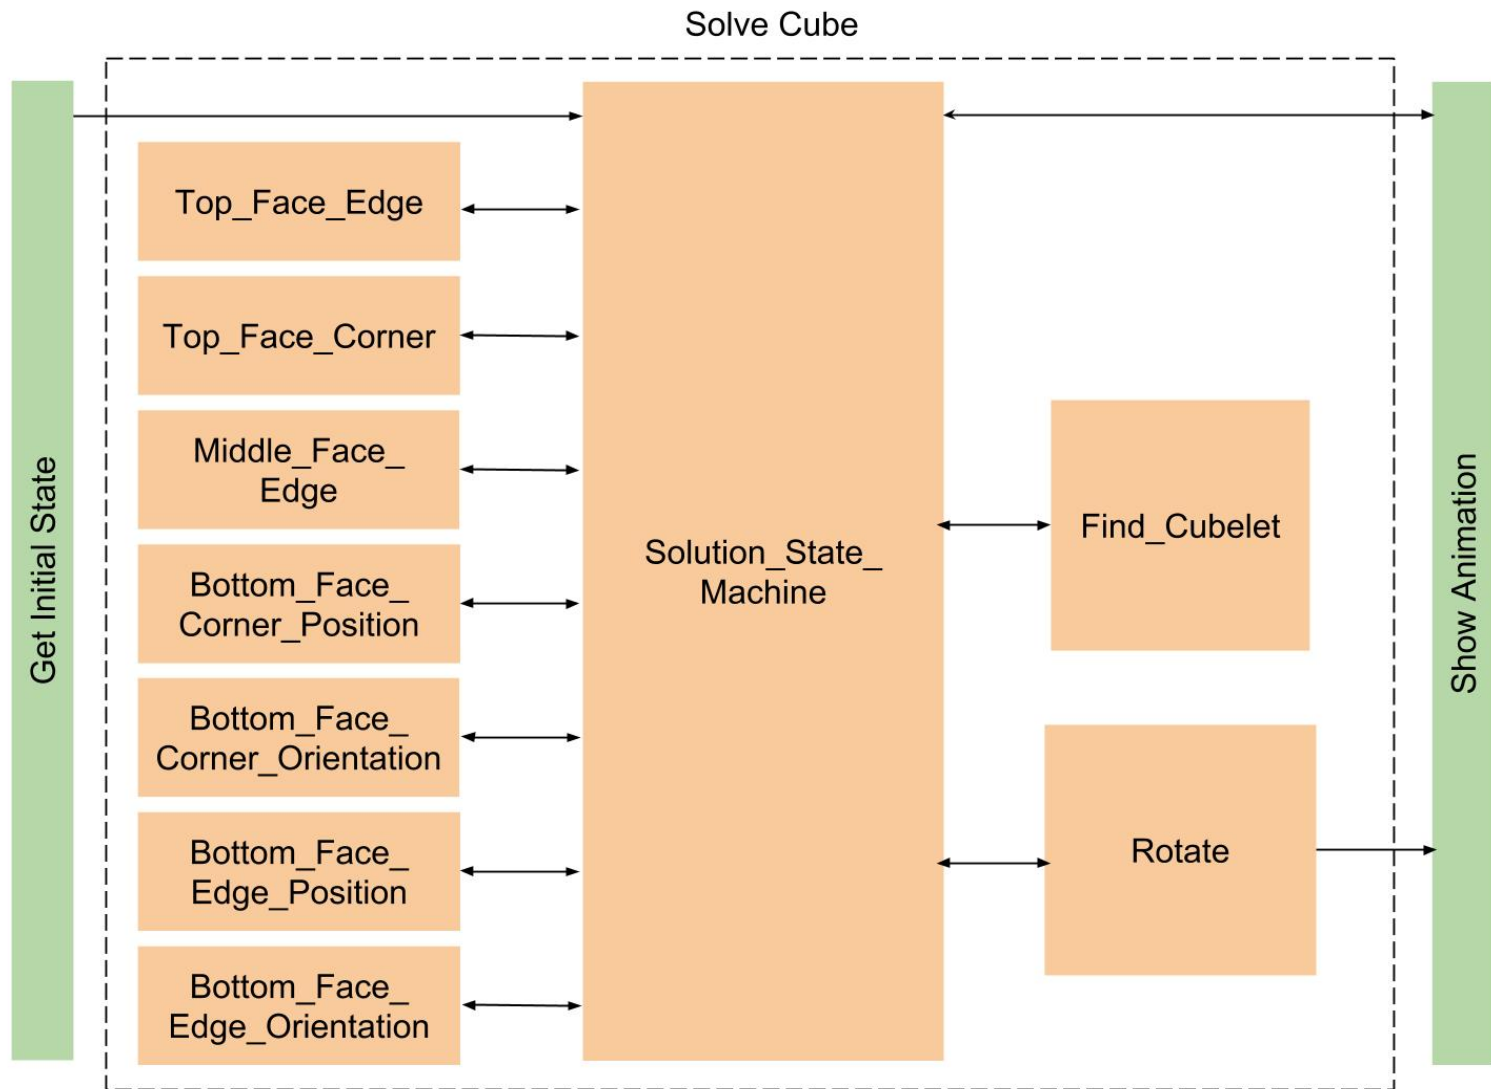 Solve Cube
Get Initial State
Top_Face_Edge
Top_Face_Corner
Middle_Face_
Edge
Bottom_Face_
Corner_Position
Bottom_Face_
Corner_Orientation
Bottom_Face_
Edge_Position
Bottom_Face_
Edge_Orientation
Solution_State_
Machine
Find_Cubelet
Rotate
Show Animation